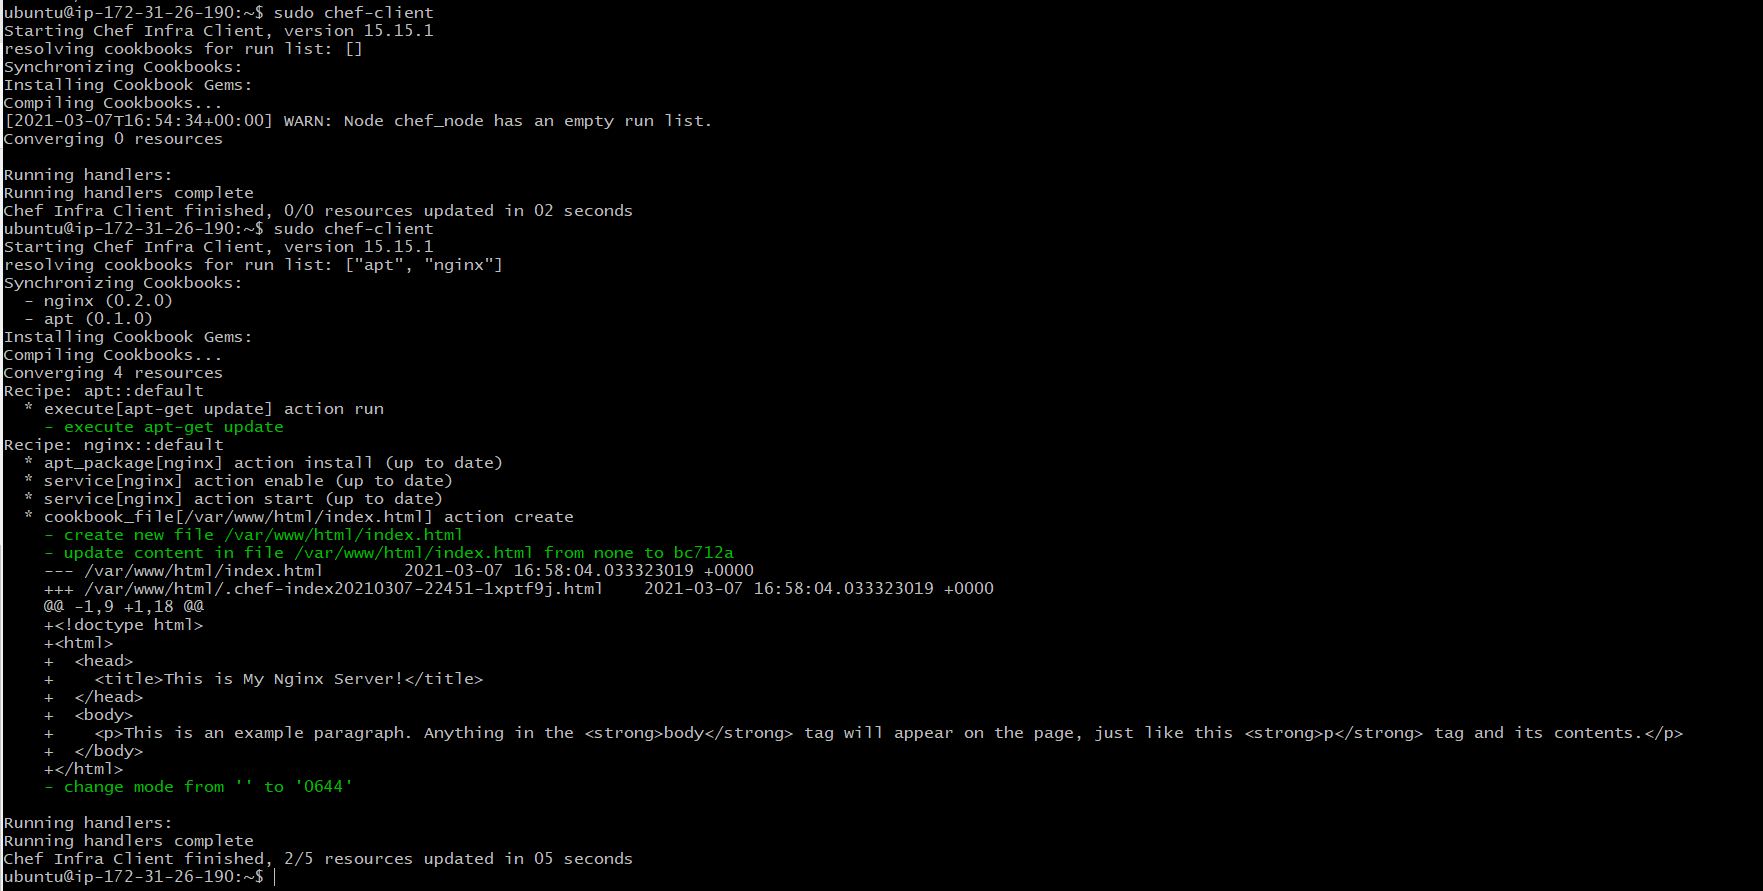 ubuntu@ip-172-31-26-190:~$ sudo chef-client
Starting Chef Infra Client, version 15.15.1
resolving cookbooks for run list: []
Synchronizing Cookbooks:
Installing Cookbook Gems:
Compiling Cookbooks...
[2021-03-07T16:54:34+00:00] WARN: Node chef_node has an empty run list.
Converging 0 resources

Running handlers:
Running handlers complete
Chef Infra Client finished, 0/0 resources updated in 02 seconds
ubuntu@ip-172-31-26-190:~$ sudo chef-client
Starting Chef Infra Client, version 15.15.1
resolving cookbooks for run list: ["apt", "nginx"]
Synchronizing Cookbooks:
  - nginx (0.2.0)
  - apt (0.1.0)
Installing Cookbook Gems:
Compiling Cookbooks...
Converging 4 resources
Recipe: apt::default
  * execute[apt-get update] action run
    - execute apt-get update
Recipe: nginx::default
  * apt_package[nginx] action install (up to date)
  * service[nginx] action enable (up to date)
  * service[nginx] action start (up to date)
  * cookbook_file[/var/www/html/index.html] action create
    - create new file /var/www/html/index.html
    - update content in file /var/www/html/index.html from none to bc712a
    --- /var/www/html/index.html        2021-03-07 16:58:04.033323019 +0000
    +++ /var/www/html/.chef-index20210307-22451-1xptf9j.html    2021-03-07 16:58:04.033323019 +0000
    @@ -1,9 +1,18 @@
    +<!doctype html>
    +<html>
    +  <head>
    +    <title>This is My Nginx Server!</title>
    +  </head>
    +  <body>
    +    <p>This is an example paragraph. Anything in the <strong>body</strong> tag will appear on the page, just like this <strong>p</strong> tag and its contents.</p>
    +  </body>
    +</html>
    - change mode from '' to '0644'

Running handlers:
Running handlers complete
Chef Infra Client finished, 2/5 resources updated in 05 seconds
ubuntu@ip-172-31-26-190:~$